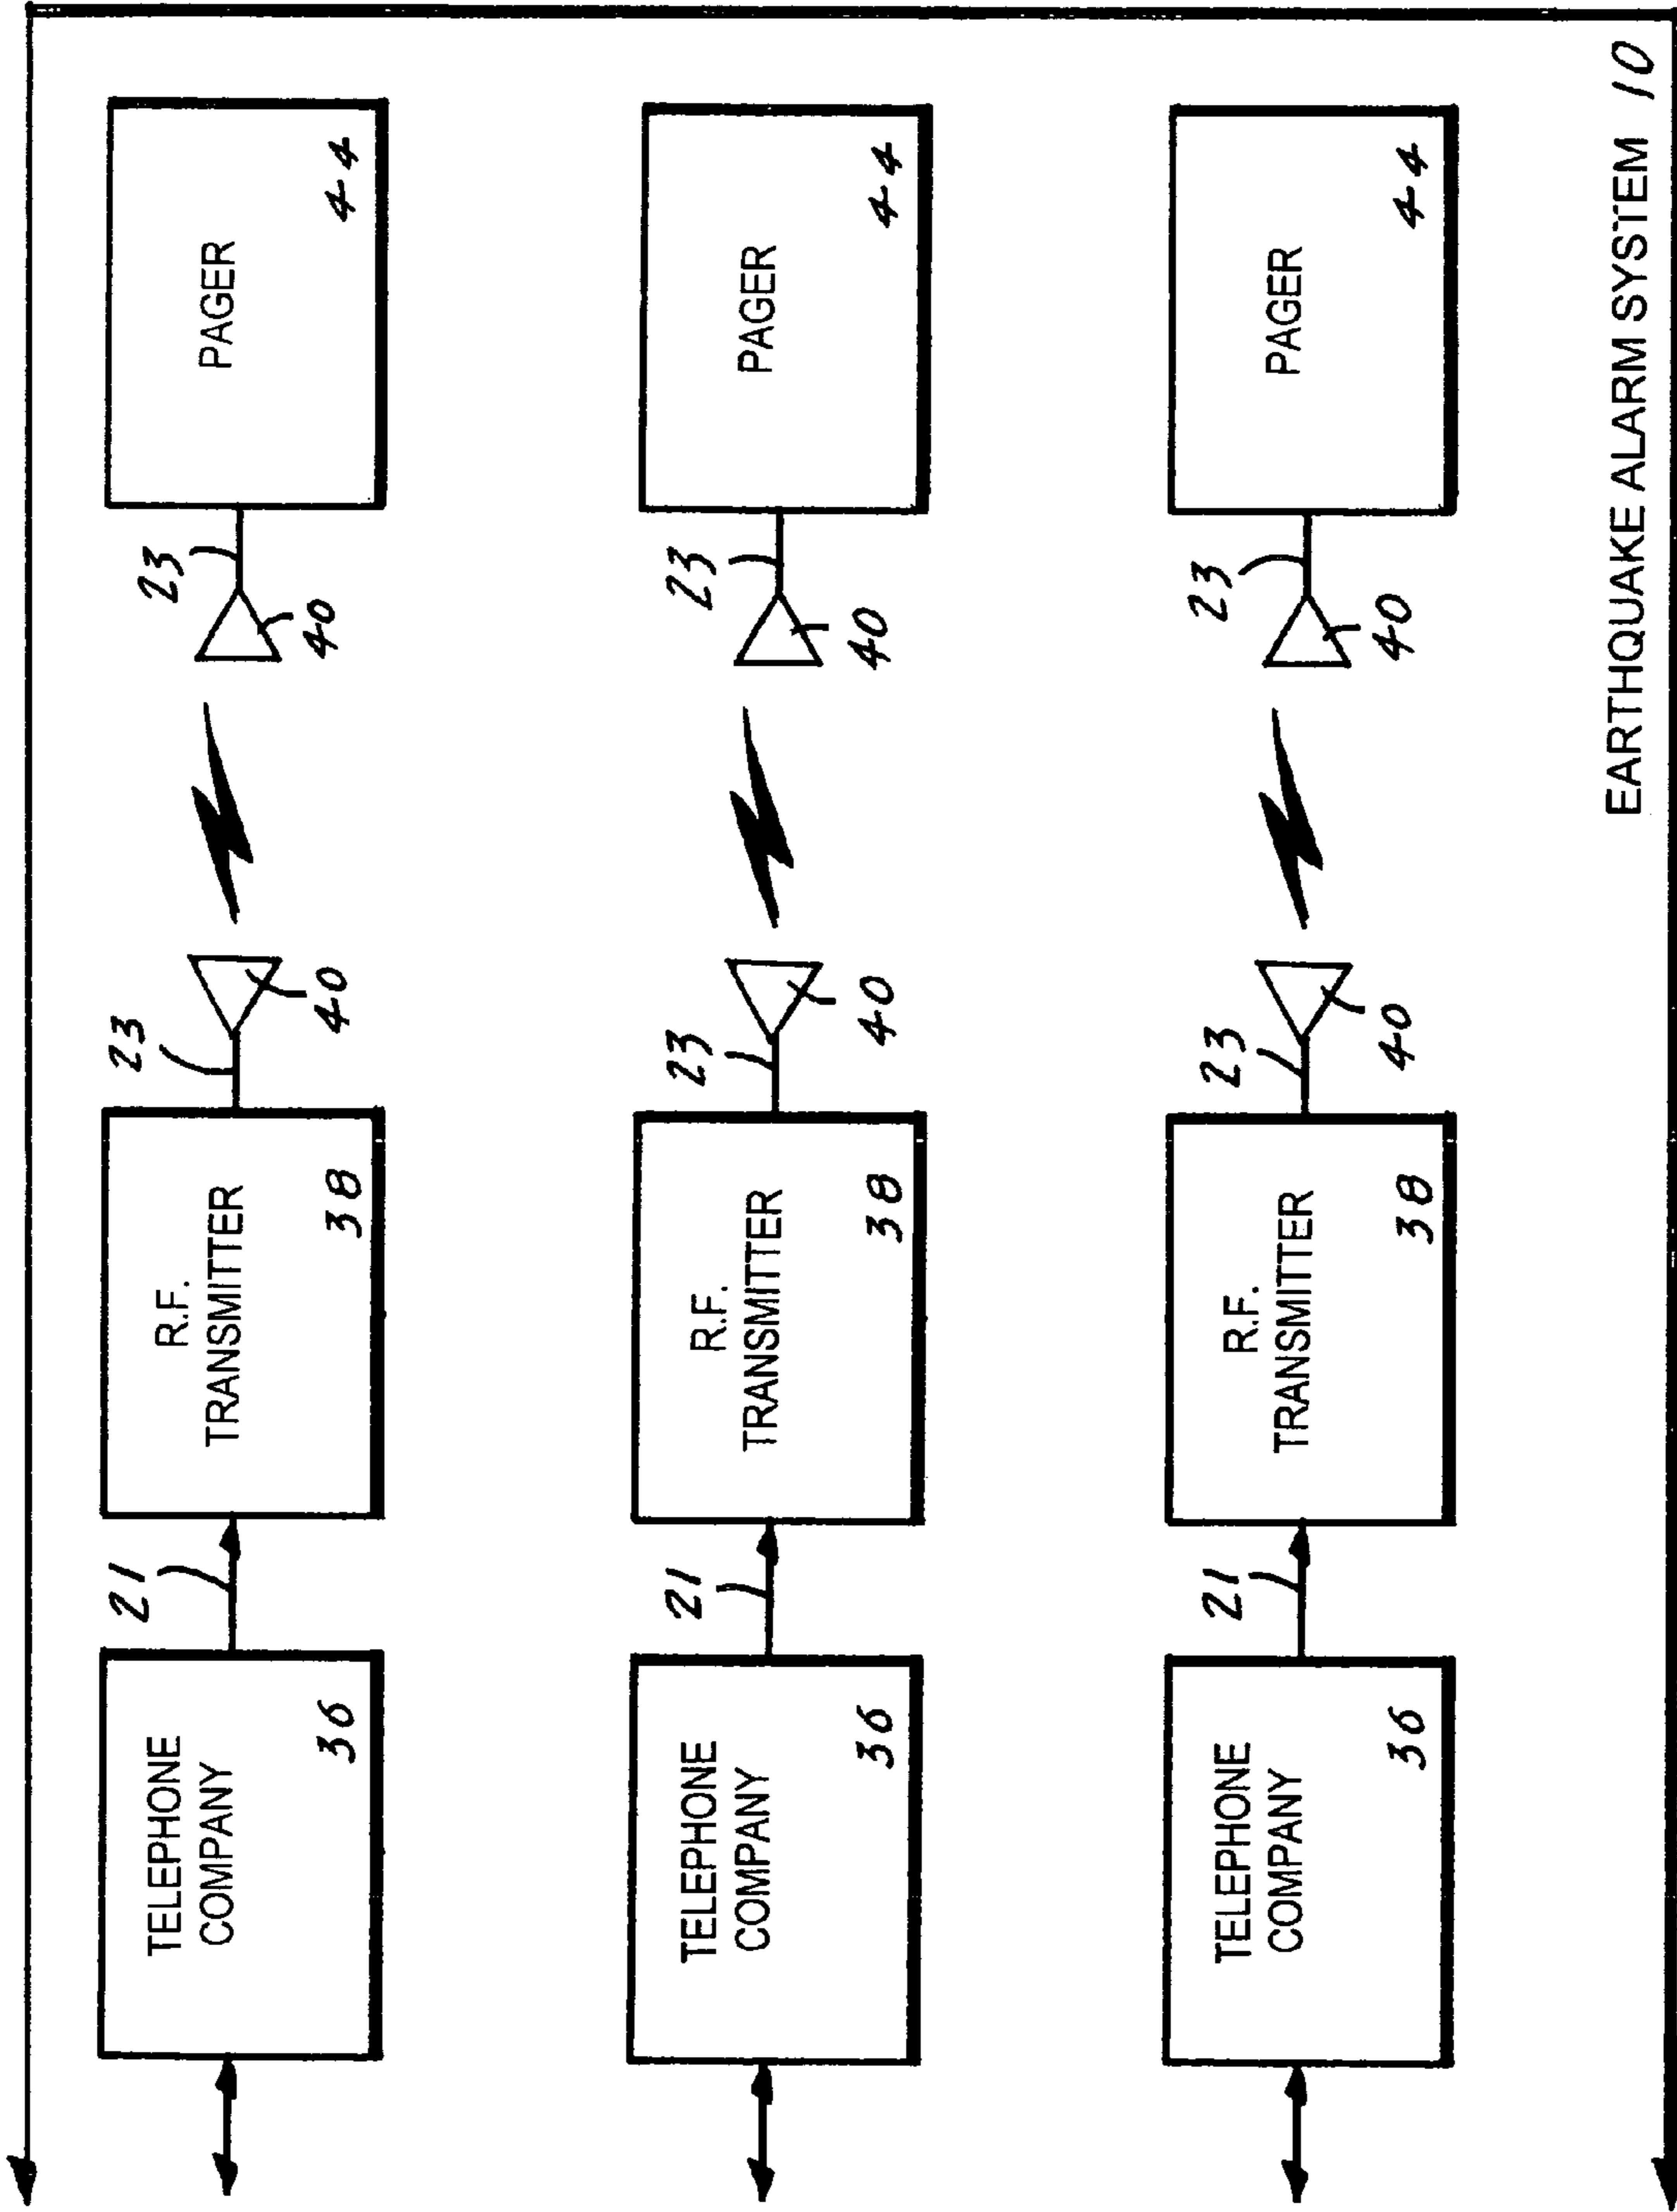 TELEPHONE
COMPANY
36
21
R.F.
TRANSMITTER
38
23
40
40
23
PAGER
44
TELEPHONE
COMPANY
36
21
R.F.
TRANSMITTER
38
23
40
40
23
PAGER
44
TELEPHONE
COMPANY
36
21
R.F.
TRANSMITTER
38
23
40
40
23
PAGER
44
EARTHQUAKE ALARM SYSTEM 10